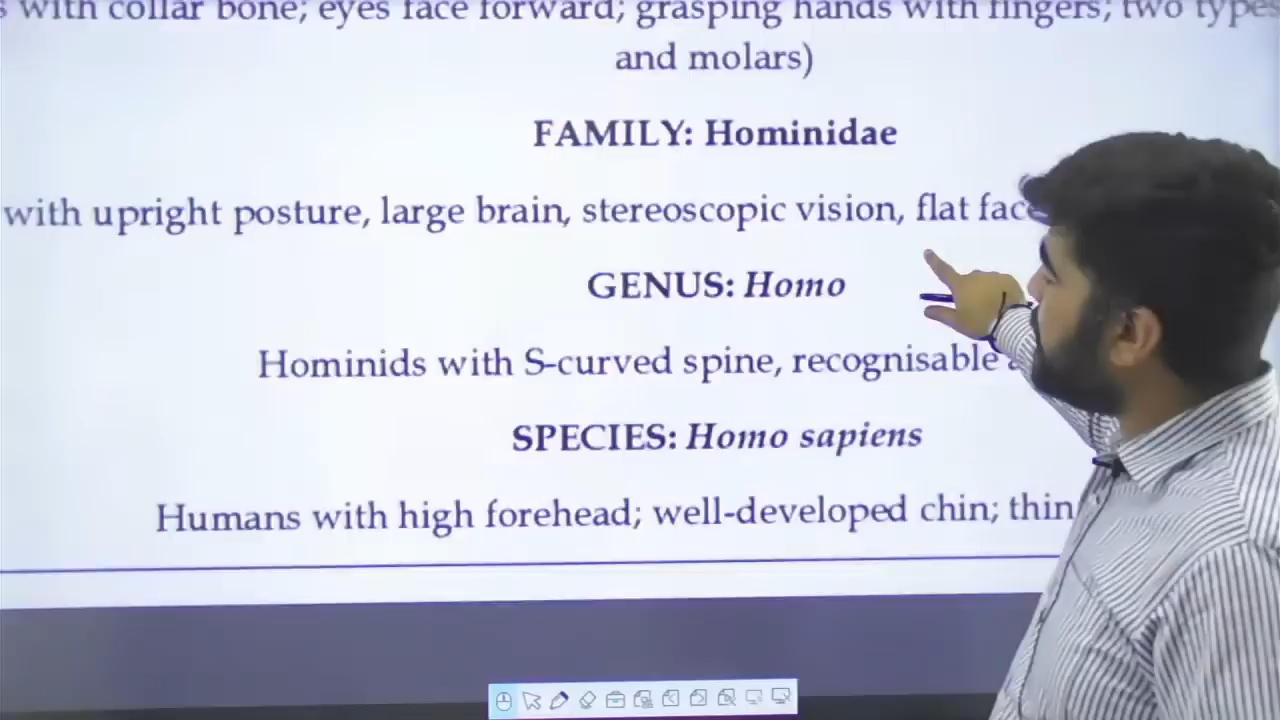 with collar bone; eyes face forward; grasping hands with fingers; two types
and molars)
FAMILY: Hominidae
with upright posture, large brain, stereoscopic vision, flat face
GENUS: Homo
Hominids with S-curved spine, recognisable
SPECIES: Homo sapiens
Humans with high forehead; well-developed chin; thin